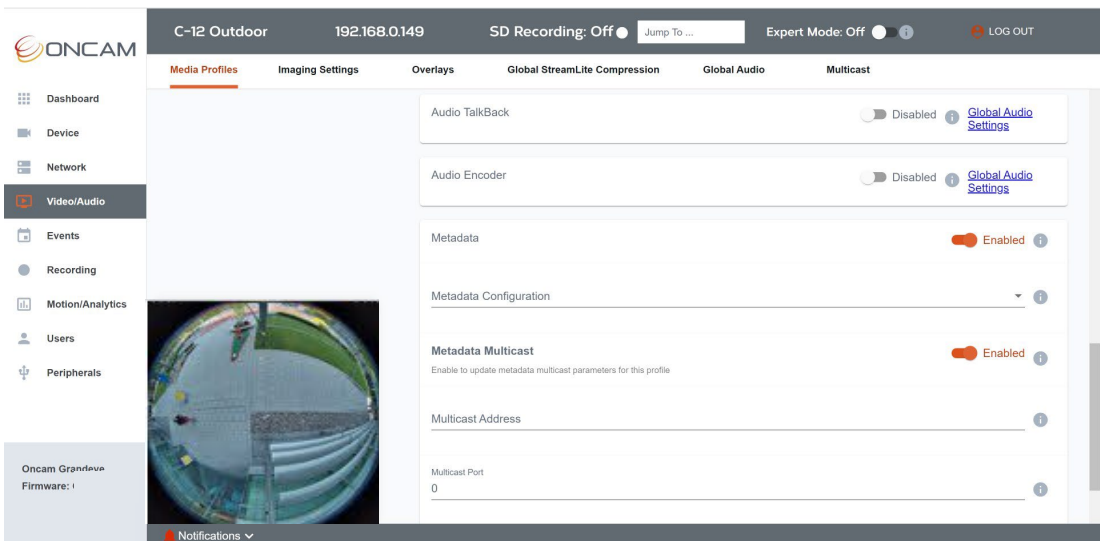 ONCAM
C-12 Outdoor 192.168.0.149 SD Recording: Off Jump To ... Expert Mode: Off LOG OUT
Media Profiles Imaging Settings Overlays Global StreamLite Compression Global Audio Multicast
Dashboard
Device
Network
Video/Audio
Events
Recording
Motion/Analytics
Users
Peripherals
Oncam Grandeye
Firmware:
Audio TalkBack Disabled Global Audio
Settings
Audio Encoder Disabled Global Audio
Settings
Metadata Enabled
Metadata Configuration
Metadata Multicast Enabled
Enable to update metadata multicast parameters for this profile
Multicast Address
Multicast Port
0
Notifications